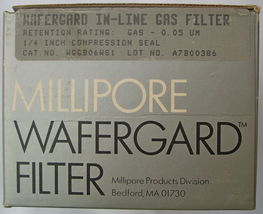 WAFERGARD IN-LINE GAS FILTER
RETENTION RATING: GAS - 0.05 UM
1/4 INCH COMPRESSION SEAL
CAT NO. WGGB06WS1 LOT NO. A7B00386
MILLIPORE
WAFERGARD™
FILTER
Millipore Products Division
Bedford, MA 01730